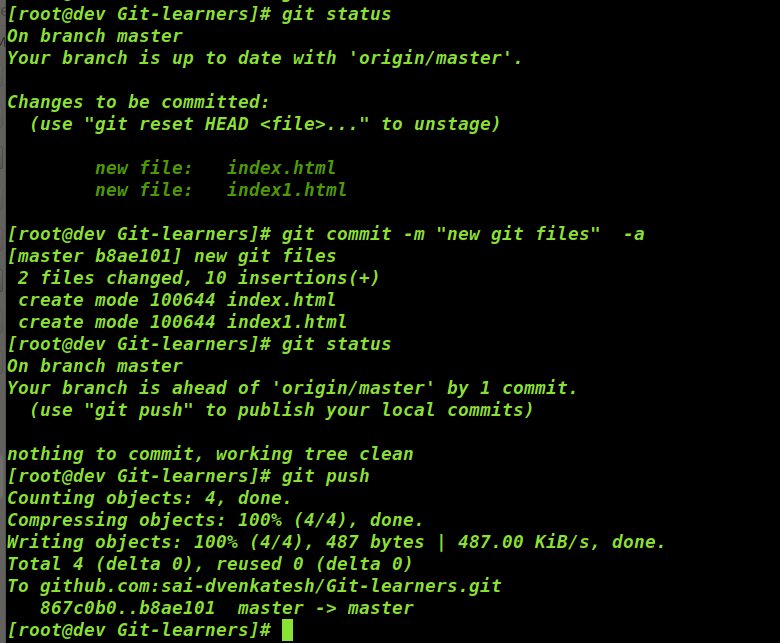 [root@dev Git-learners]# git status
On branch master
Your branch is up to date with 'origin/master'.
Changes to be committed:
  (use "git reset HEAD <file>..." to unstage)
        new file:   index.html
        new file:   index1.html
[root@dev Git-learners]# git commit -m "new git files"  -a
[master b8ae101] new git files
 2 files changed, 10 insertions(+)
 create mode 100644 index.html
 create mode 100644 index1.html
[root@dev Git-learners]# git status
On branch master
Your branch is ahead of 'origin/master' by 1 commit.
  (use "git push" to publish your local commits)
nothing to commit, working tree clean
[root@dev Git-learners]# git push
Counting objects: 4, done.
Compressing objects: 100% (4/4), done.
Writing objects: 100% (4/4), 487 bytes | 487.00 KiB/s, done.
Total 4 (delta 0), reused 0 (delta 0)
To github.com:sai-dvenkatesh/Git-learners.git
   867c0b0..b8ae101  master -> master
[root@dev Git-learners]#